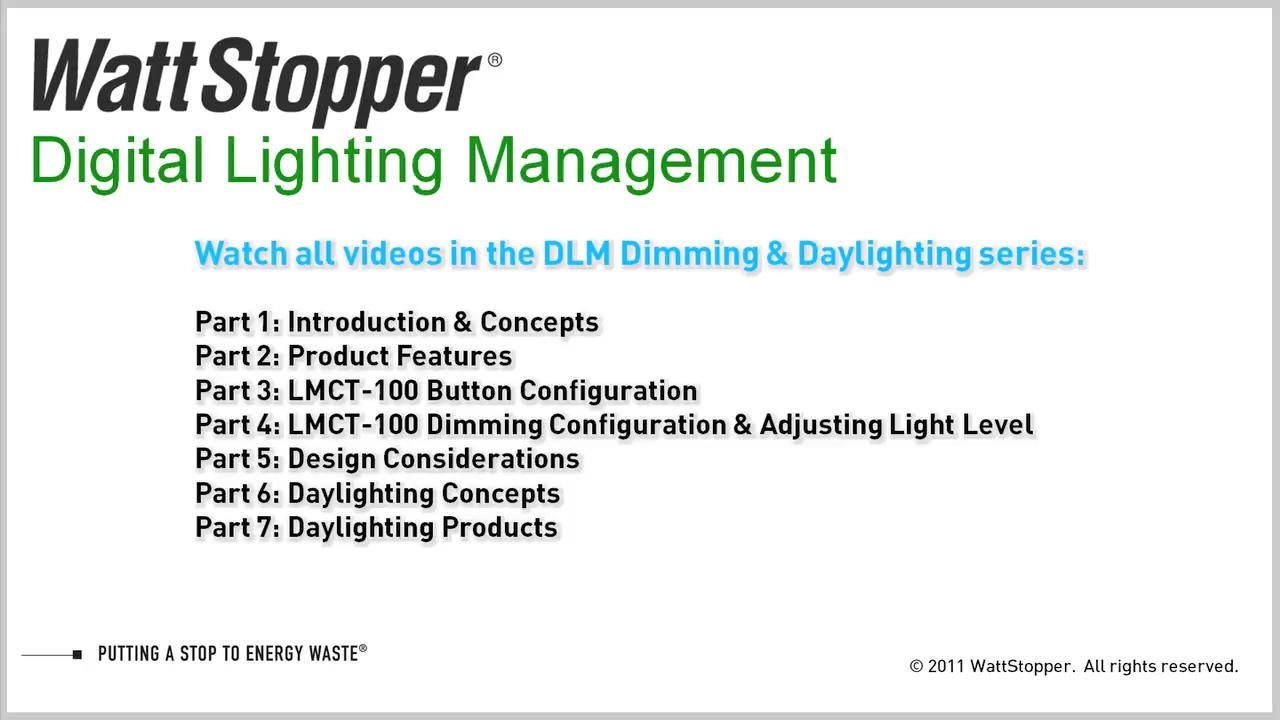 WattStopper®
Digital Lighting Management
Watch all videos in the DLM Dimming & Daylighting series:
Part 1: Introduction & Concepts
Part 2: Product Features
Part 3: LMCT-100 Button Configuration
Part 4: LMCT-100 Dimming Configuration & Adjusting Light Level
Part 5: Design Considerations
Part 6: Daylighting Concepts
Part 7: Daylighting Products
PUTTING A STOP TO ENERGY WASTE®
© 2011 WattStopper. All rights reserved.